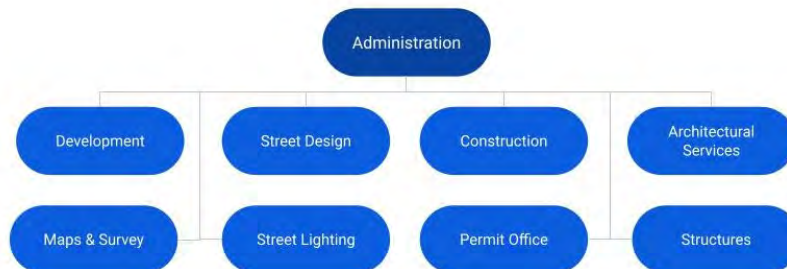 Administration
Development
Street Design
Construction
Architectural
Services
Maps & Survey
Street Lighting
Permit Office
Structures